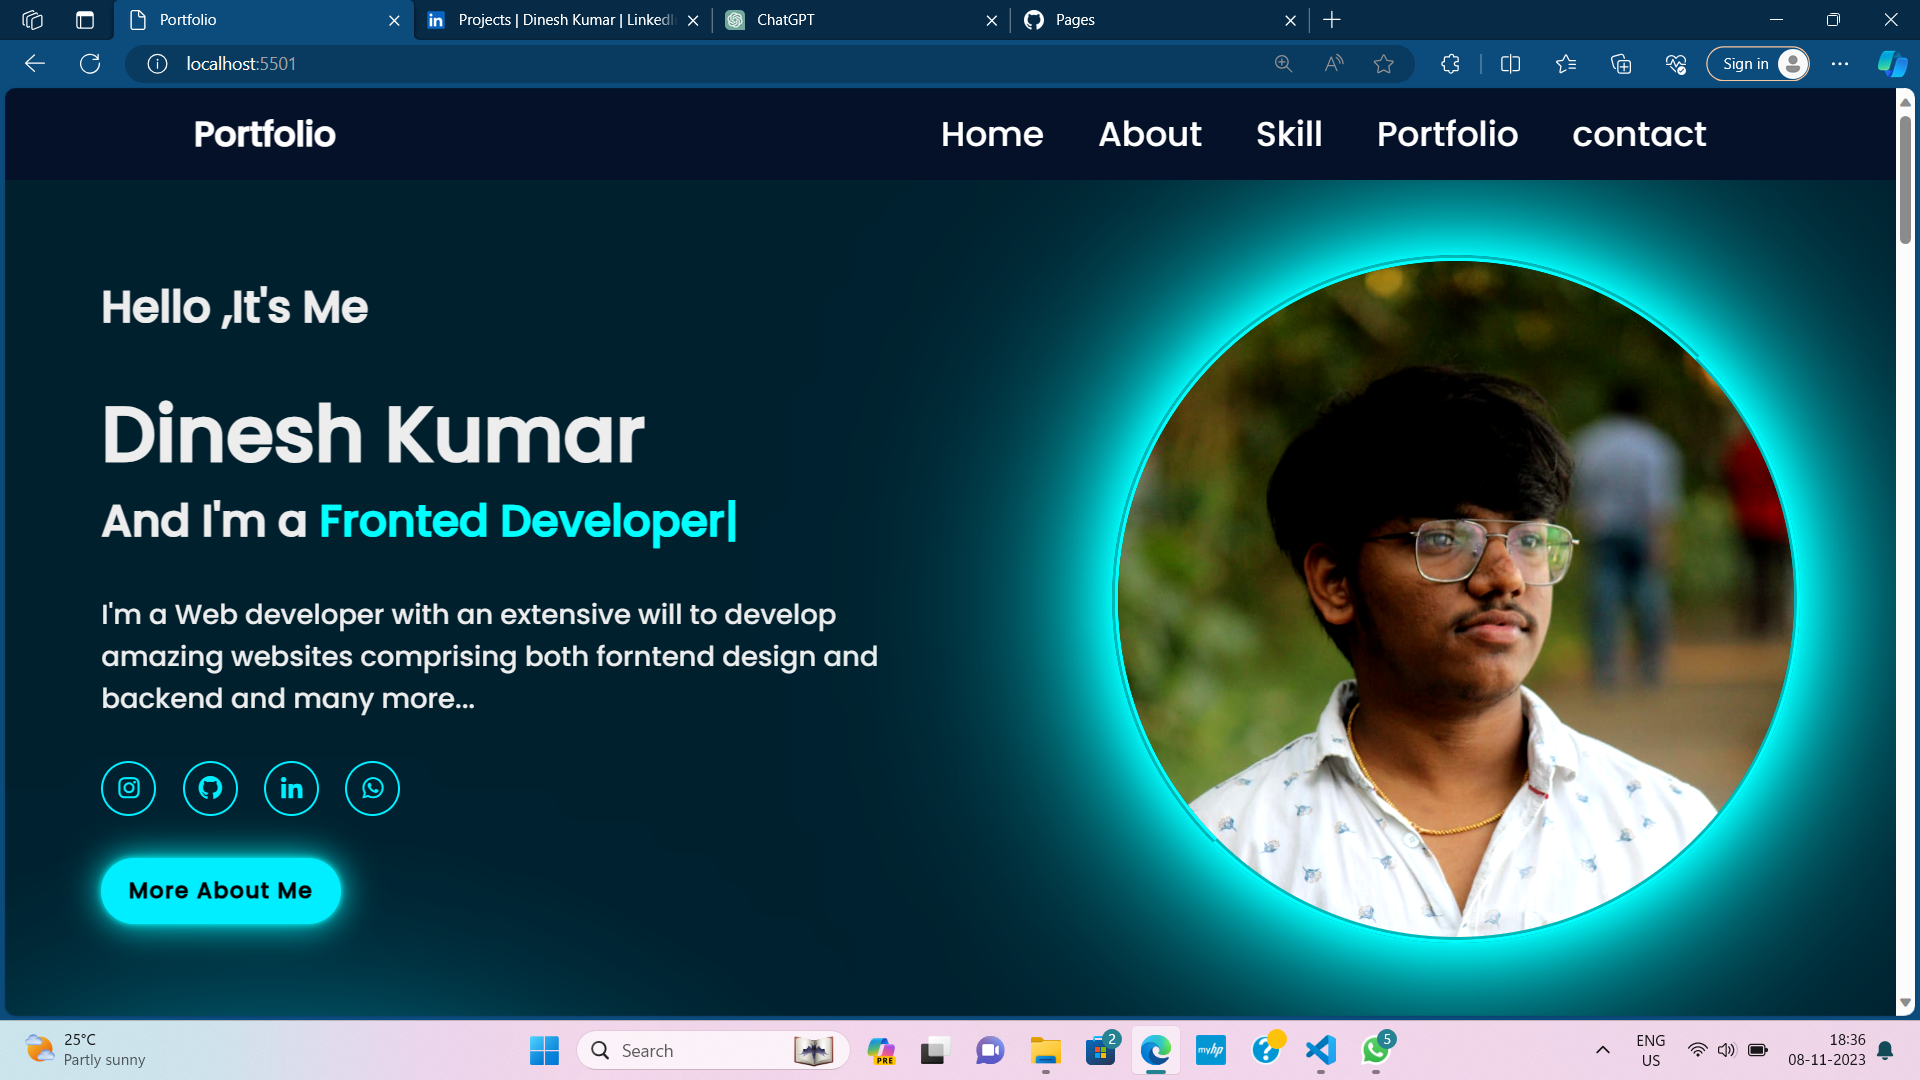 Portfolio
Projects | Dinesh Kumar | LinkedI
ChatGPT
Pages
localhost:5501
Sign in
Portfolio
Home
About
Skill
Portfolio
contact
Hello ,It's Me
Dinesh Kumar
And I'm a Fronted Developer|
I'm a Web developer with an extensive will to develop
amazing websites comprising both forntend design and
backend and many more...
More About Me
25°C
Partly sunny
Search
PRE
2
myhp
5
ENG
US
18:36
08-11-2023